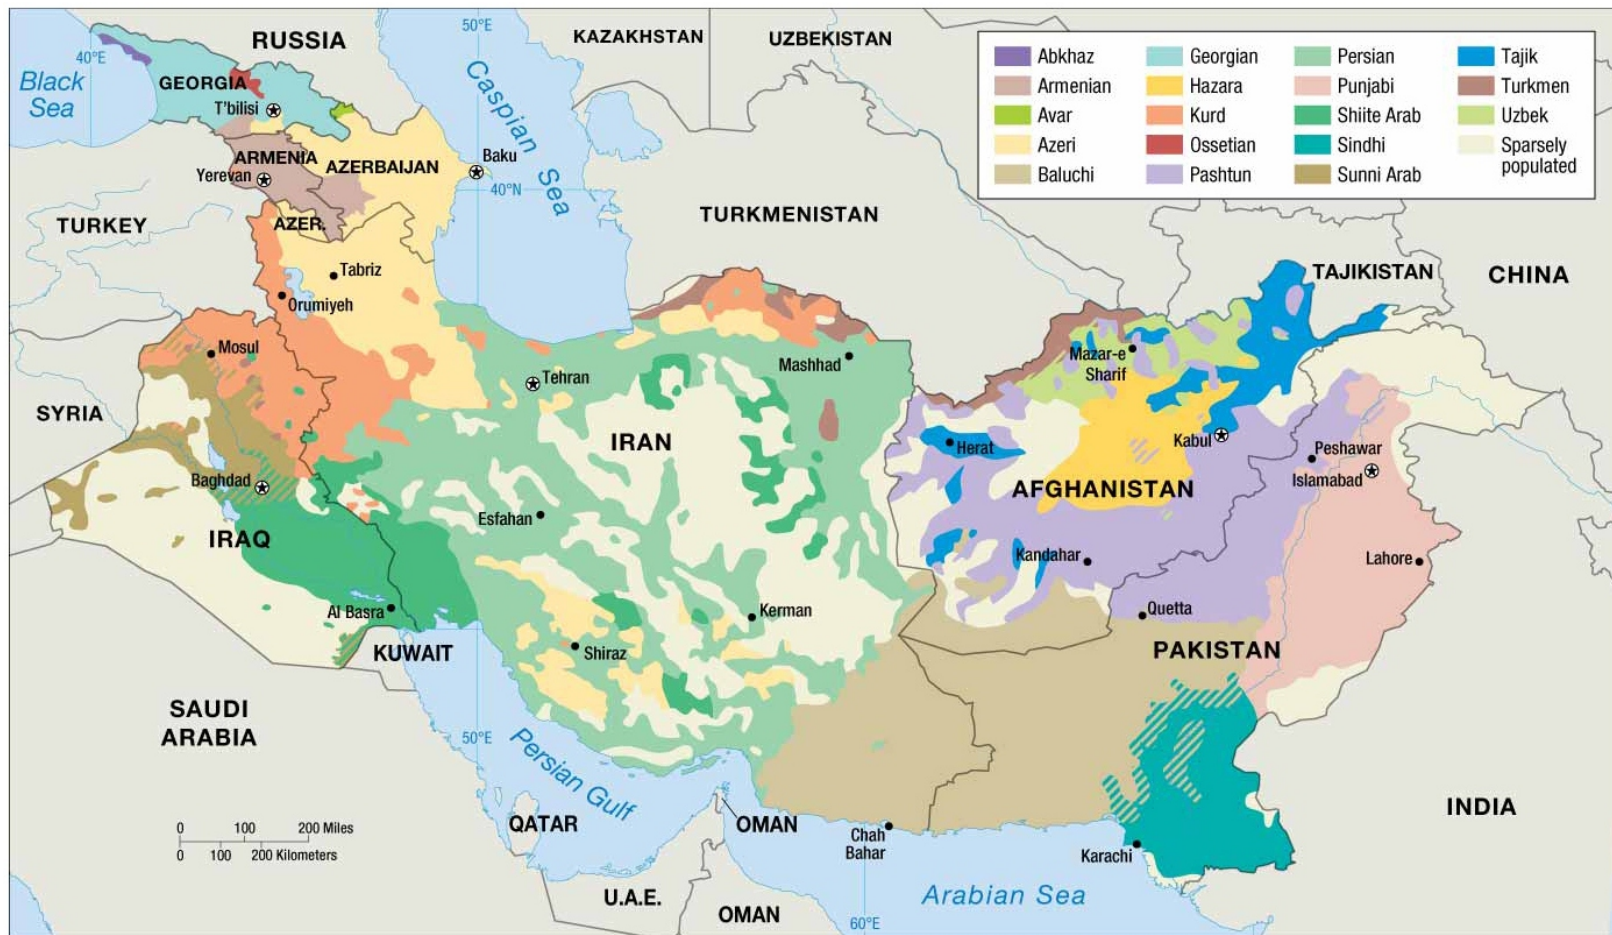 50°E
RUSSIA
KAZAKHSTAN
UZBEKISTAN
40°E
Black
Sea
GEORGIA
T'bilisi
Caspian Sea
Abkhaz
Armenian
Avar
Azeri
Baluchi
Georgian
Hazara
Kurd
Ossetian
Pashtun
Persian
Punjabi
Shiite Arab
Sindhi
Sunni Arab
Tajik
Turkmen
Uzbek
Sparsely
populated
ARMENIA
Yerevan
AZERBAIJAN
Baku
40°N
TURKEY
AZER.
TURKMENISTAN
Tabriz
Orumiyeh
TAJIKISTAN
CHINA
Mosul
Tehran
Mashhad
Mazar-e
Sharif
SYRIA
IRAN
Herat
Kabul
Peshawar
Islamabad
Baghdad
Esfahan
AFGHANISTAN
IRAQ
Kandahar
Lahore
Al Basra
Kerman
Quetta
KUWAIT
Shiraz
PAKISTAN
SAUDI
ARABIA
50°E
Persian Gulf
QATAR
OMAN
INDIA
0 100 200 Miles
0 100 200 Kilometers
Chah
Bahar
Karachi
U.A.E.
OMAN
Arabian Sea
60°E